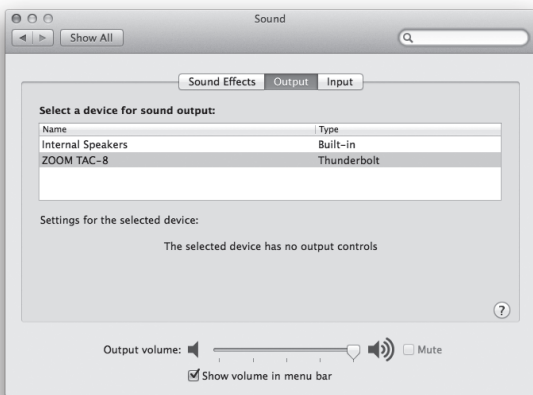 Sound
Show All
Sound Effects Output Input
Select a device for sound output:
Name Type
Internal Speakers Built-in
ZOOM TAC-8 Thunderbolt
Settings for the selected device:
The selected device has no output controls
?
Output volume: Mute
Show volume in menu bar